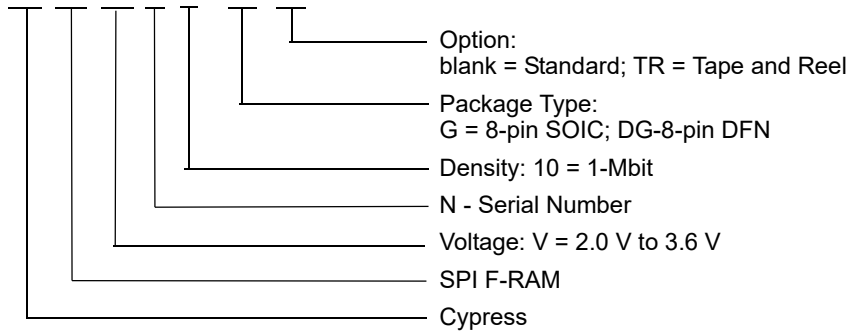 Option:
blank = Standard; TR = Tape and Reel
Package Type:
G = 8-pin SOIC; DG-8-pin DFN
Density: 10 = 1-Mbit
N - Serial Number
Voltage: V = 2.0 V to 3.6 V
SPI F-RAM
Cypress